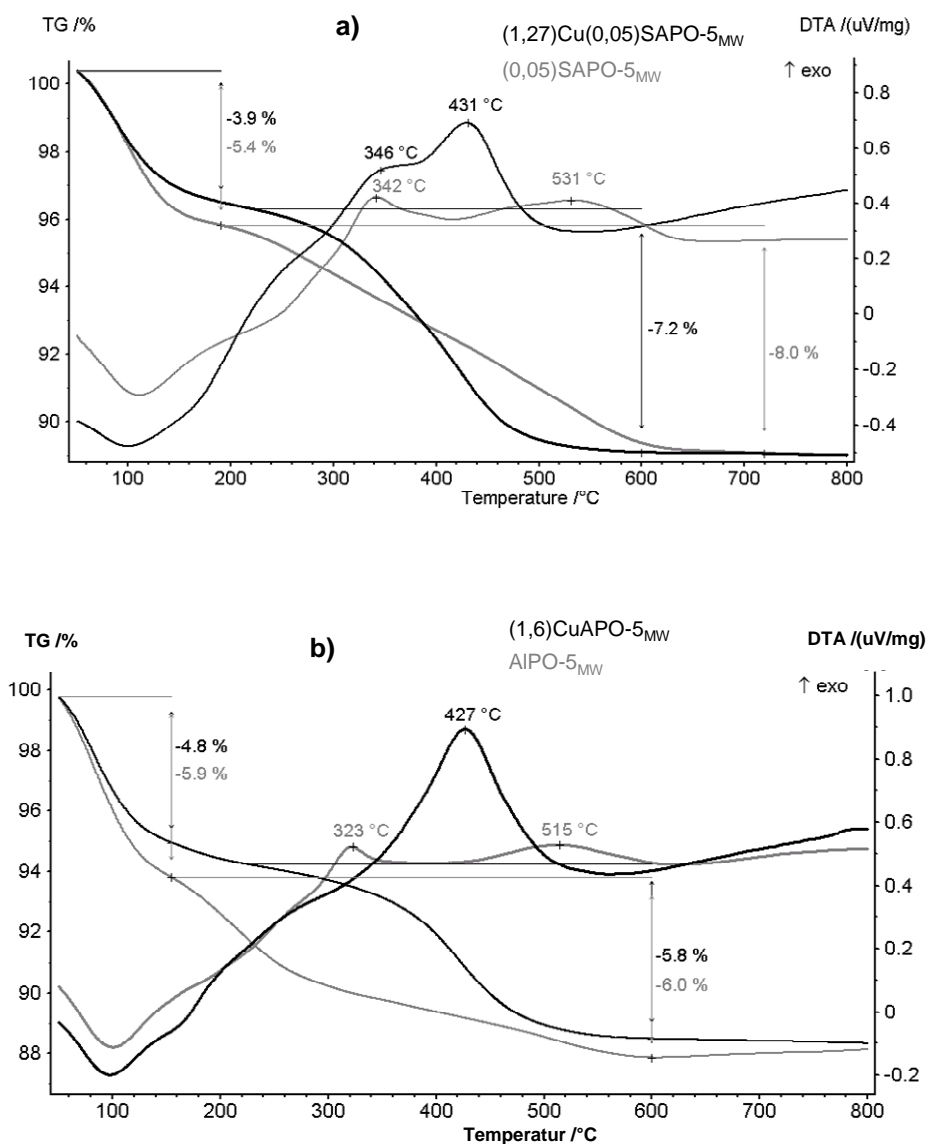 TG /%
a)
(1,27)Cu(0,05)SAPO-5MW
DTA /(uV/mg)
(0,05)SAPO-5MW
↑ exo
100
98
96
94
92
90
0.8
0.6
0.4
0.2
0
-0.2
-0.4
-3.9 %
-5.4 %
346 °C
342 °C
431 °C
531 °C
-7.2 %
-8.0 %
100 200 300 400 500 600 700 800
Temperature /°C
TG /%
b)
(1,6)CuAPO-5MW
DTA /(uV/mg)
AlPO-5MW
↑ exo
100
98
96
94
92
90
88
1.0
0.8
0.6
0.4
0.2
0
-0.2
-4.8 %
-5.9 %
323 °C
427 °C
515 °C
-5.8 %
-6.0 %
100 200 300 400 500 600 700 800
Temperatur /°C